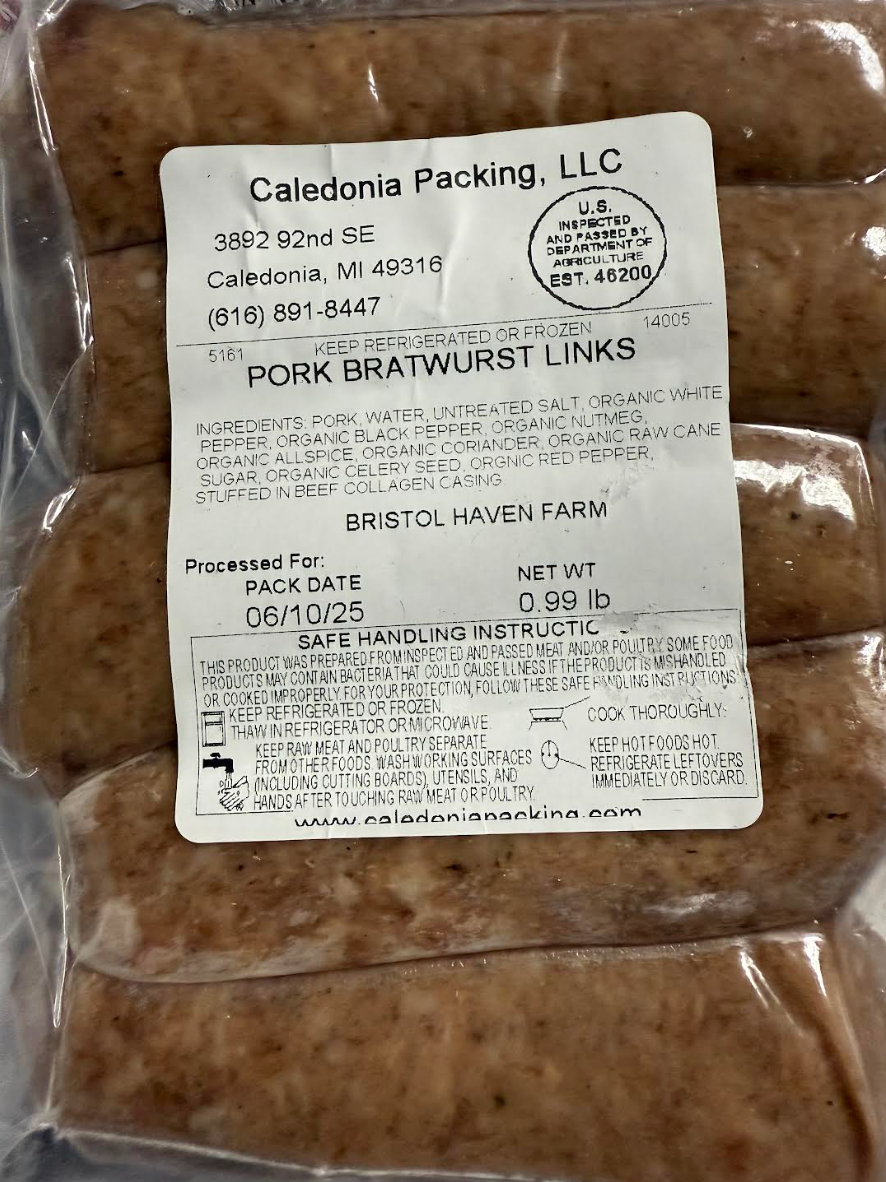 Caledonia Packing, LLC
3892 92nd SE
Caledonia, MI 49316
(616) 891-8447
U.S.
INSPECTED
AND PASSED BY
DEPARTMENT OF
AGRICULTURE
EST. 46200
5161 KEEP REFRIGERATED OR FROZEN 14005
PORK BRATWURST LINKS
INGREDIENTS: PORK, WATER, UNTREATED SALT, ORGANIC WHITE
PEPPER, ORGANIC BLACK PEPPER, ORGANIC NUTMEG,
ORGANIC ALLSPICE, ORGANIC CORIANDER, ORGANIC RAW CANE
SUGAR, ORGANIC CELERY SEED, ORGNIC RED PEPPER,
STUFFED IN BEEF COLLAGEN CASING
BRISTOL HAVEN FARM
Processed For:
PACK DATE
06/10/25
NET WT
0.99 lb
SAFE HANDLING INSTRUCTIC
THIS PRODUCT WAS PREPARED FROM INSPECTED AND PASSED MEAT AND/OR POULTRY. SOME FOOD
PRODUCTS MAY CONTAIN BACTERIA THAT COULD CAUSE ILLNESS IF THE PRODUCT IS MISHANDLED
OR COOKED IMPROPERLY. FOR YOUR PROTECTION, FOLLOW THESE SAFE HANDLING INSTRUCTIONS
KEEP REFRIGERATED OR FROZEN.
THAW IN REFRIGERATOR OR MICROWAVE.
KEEP RAW MEAT AND POULTRY SEPARATE
FROM OTHER FOODS. WASH WORKING SURFACES
(INCLUDING CUTTING BOARDS), UTENSILS, AND
HANDS AFTER TOUCHING RAW MEAT OR POULTRY.
COOK THOROUGHLY:
KEEP HOT FOODS HOT.
REFRIGERATE LEFTOVERS
IMMEDIATELY OR DISCARD.
www.caledoniapacking.com